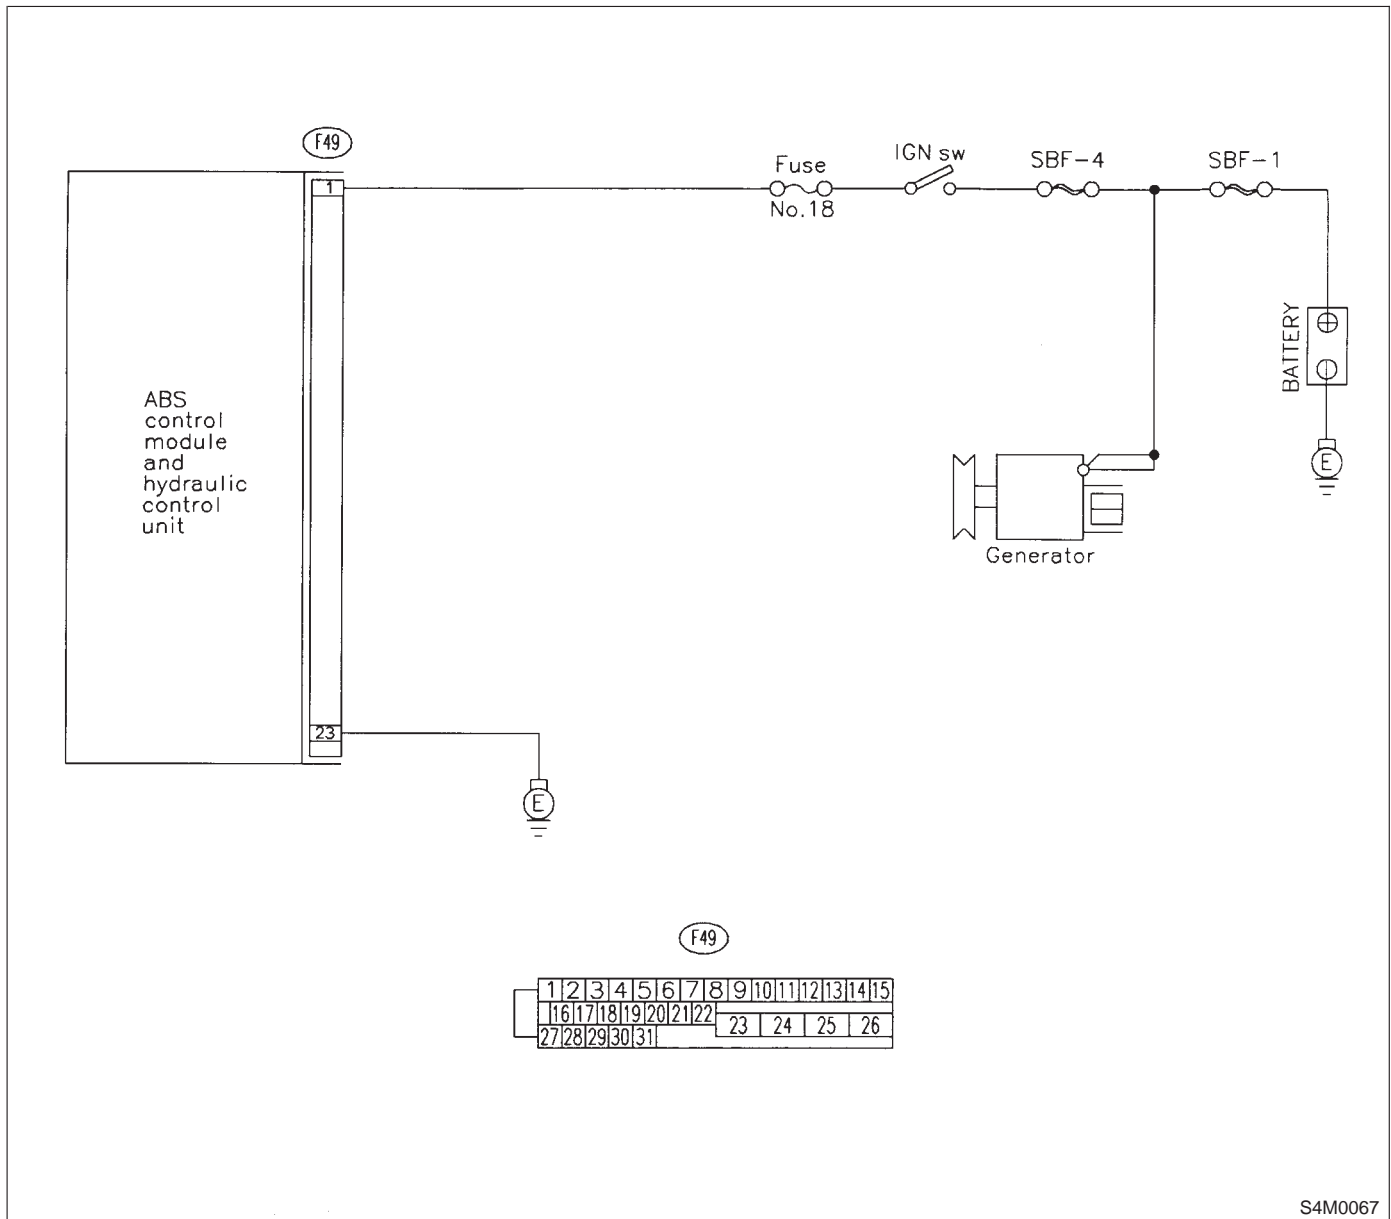 F49
1
Fuse
No.18
IGN sw
SBF-4
SBF-1
BATTERY
E
ABS
control
module
and
hydraulic
control
unit
Generator
23
E
F49
1 2 3 4 5 6 7 8 9 10 11 12 13 14 15
16 17 18 19 20 21 22
23 24 25 26
27 28 29 30 31
S4M0067